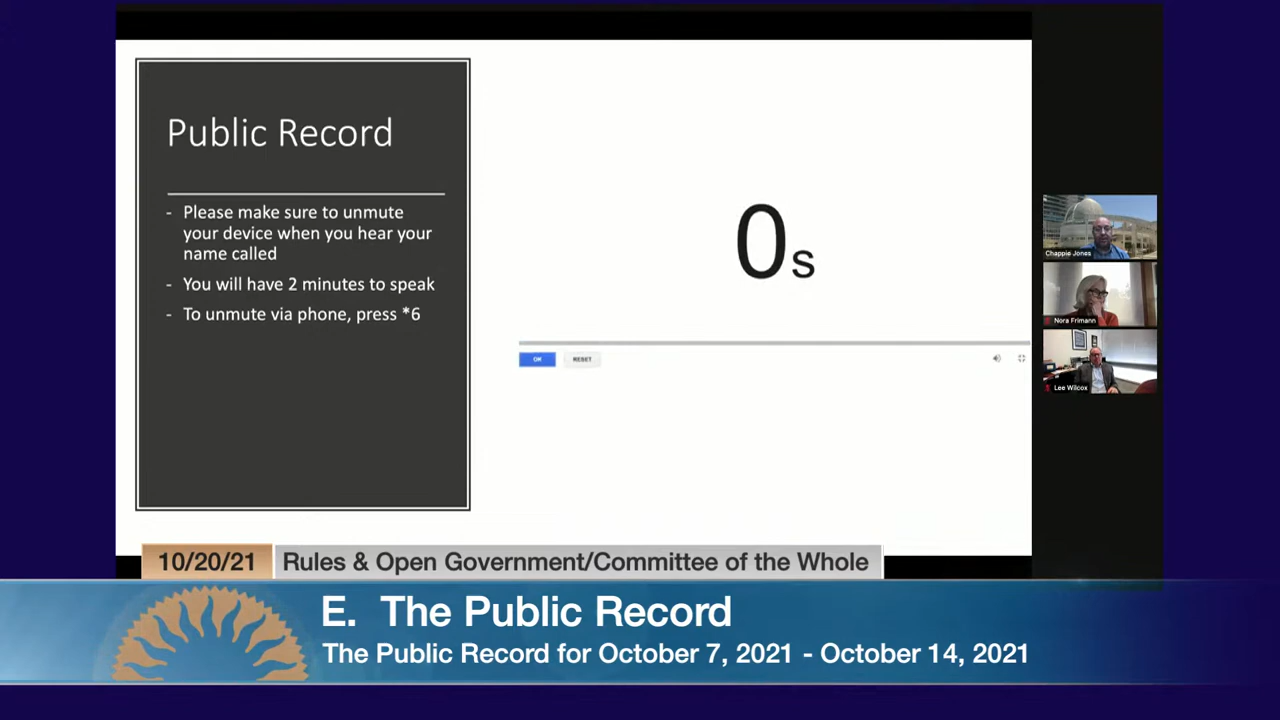 Public Record
- Please make sure to unmute
your device when you hear your
name called
- You will have 2 minutes to speak
- To unmute via phone, press *6
0s
OK
RESET
Chappie Jones
Nora Frimann
Lee Wilcox
10/20/21
Rules & Open Government/Committee of the Whole
E. The Public Record
The Public Record for October 7, 2021 - October 14, 2021